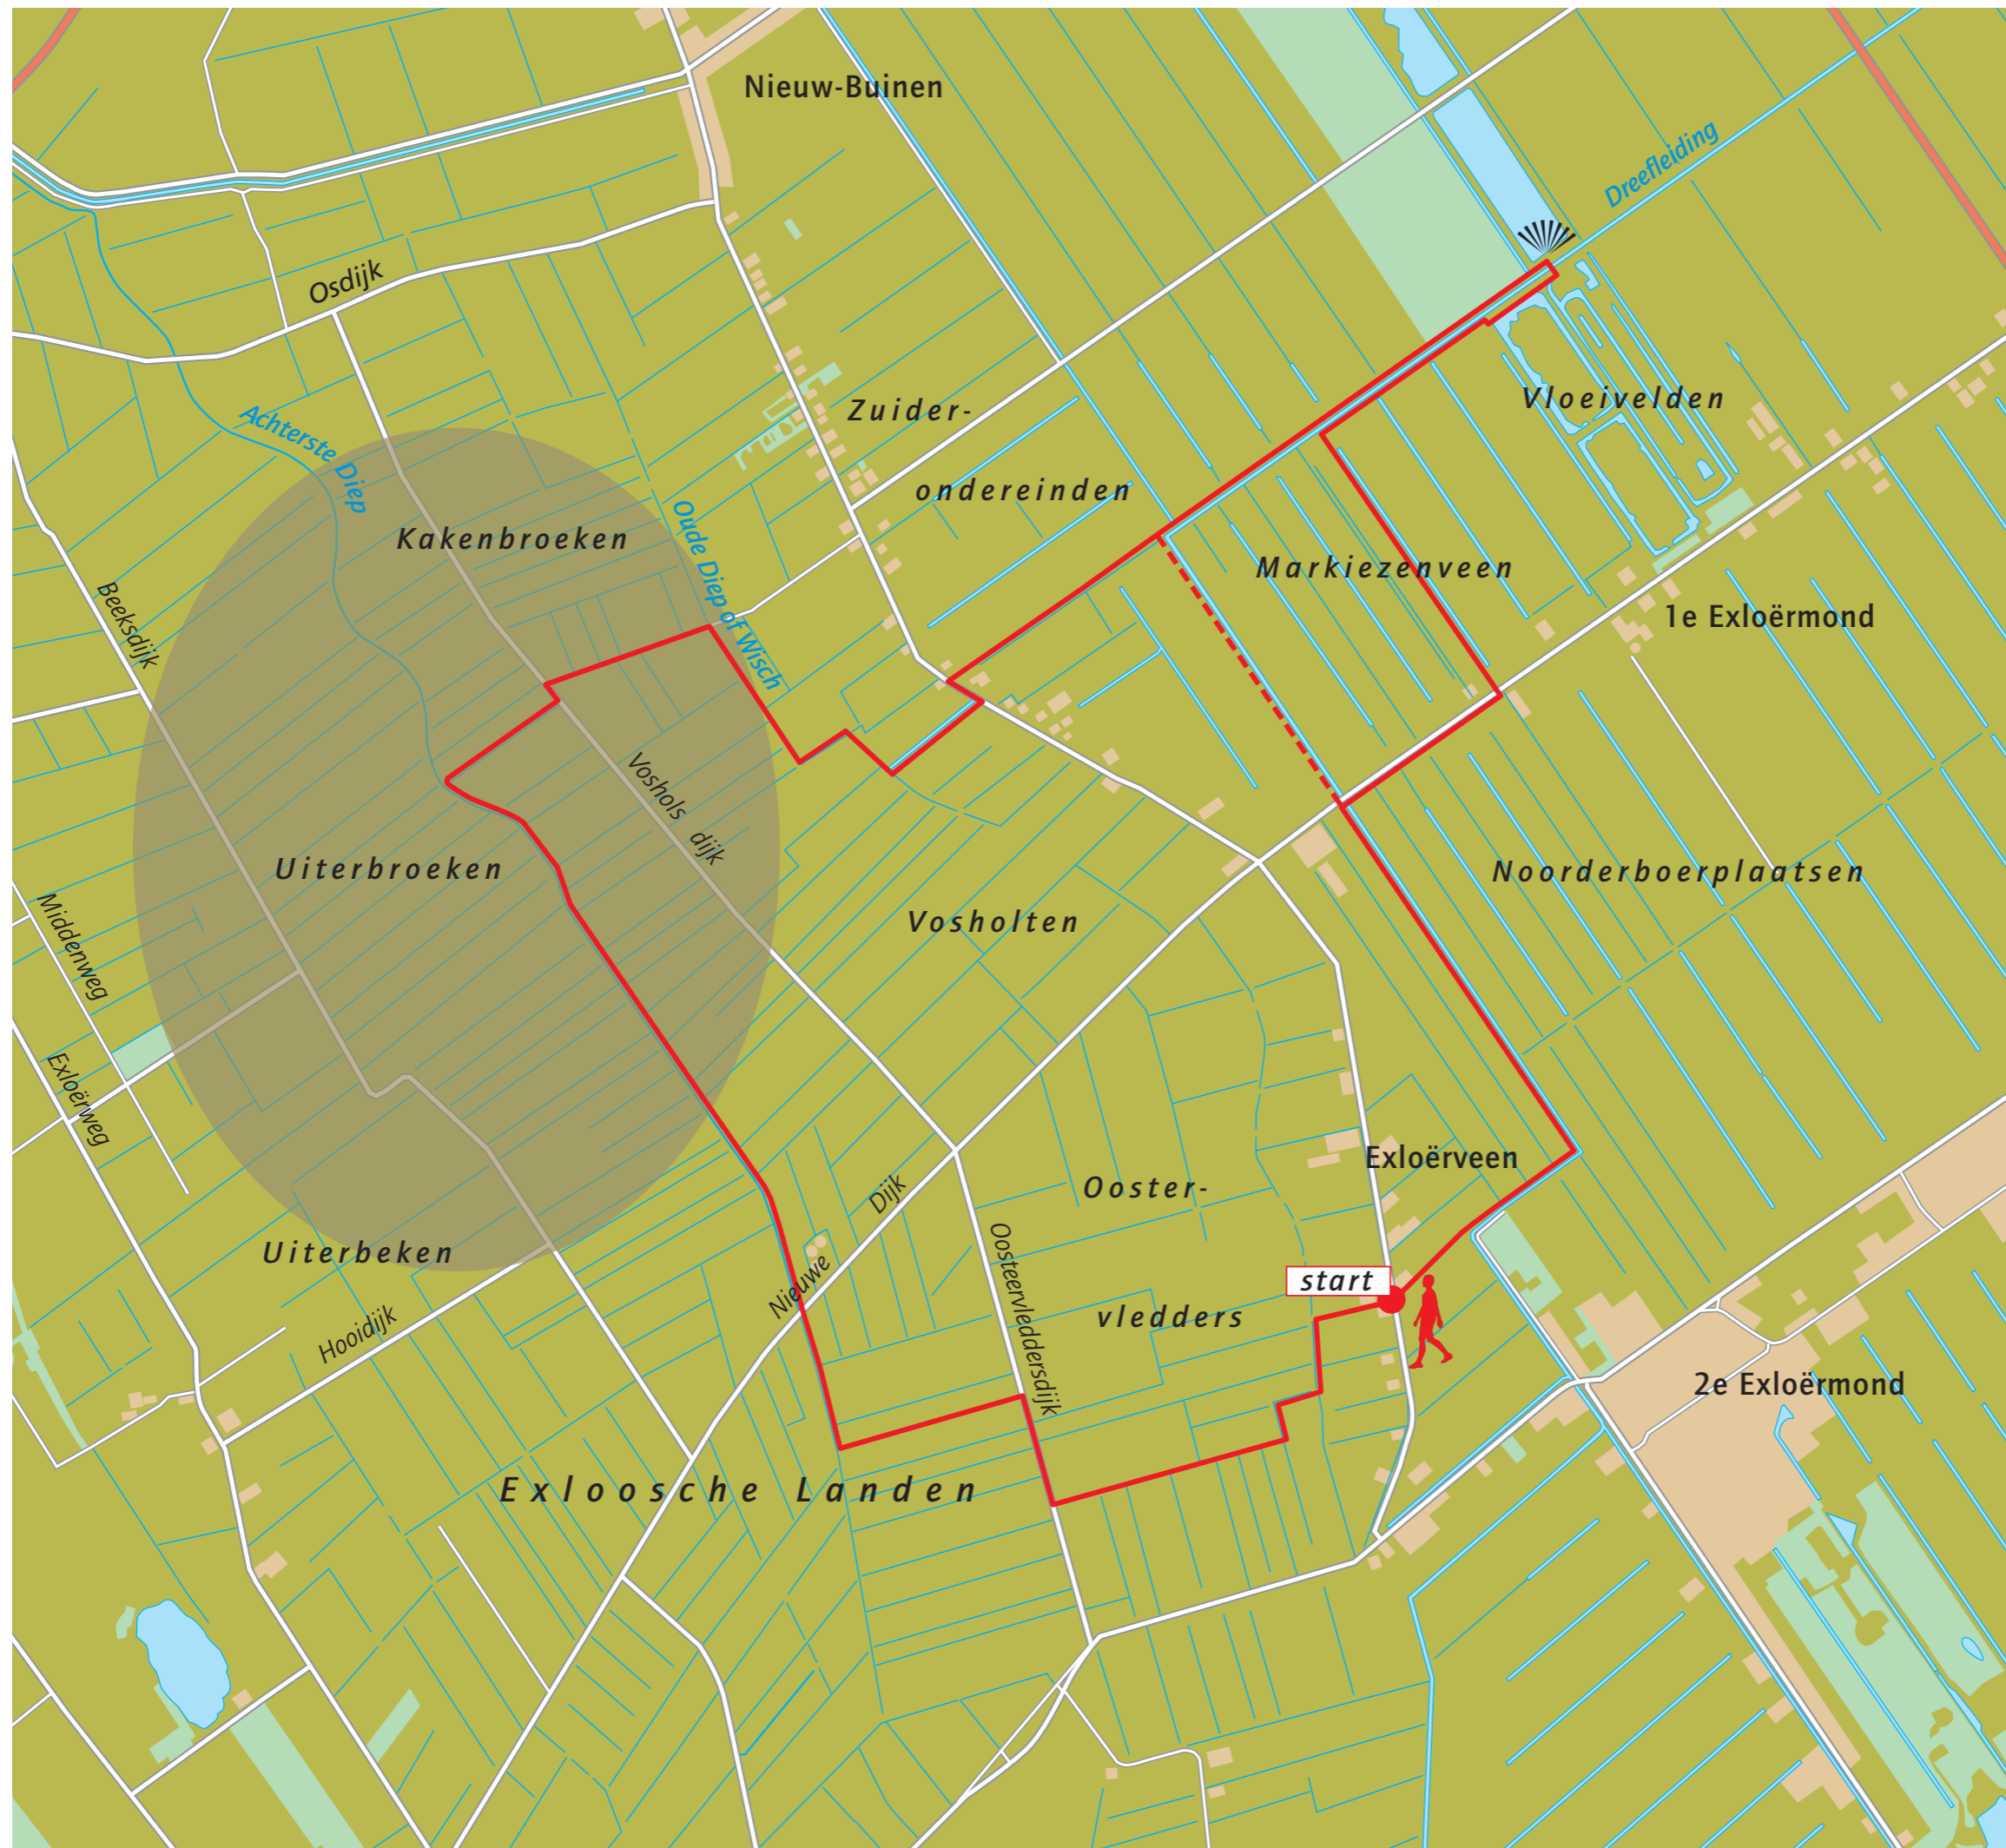 Nieuw-Buinen
Dreefleiding
Osdijk
Achterste Diep
Zuider-
ondereinden
Vloeivelden
Kakenbroeken
Oude Diep of Wisch
Markiezenveen
1e Exloërmond
Beeksdijk
Voshols dijk
Uiterbroeken
Noorderboerplaatsen
Middenweg
Vosholten
Exloërweg
Exloërveen
Ooster-
vledders
Dijk
Nieuwe
Oosteervleddersdijk
Uiterbeken
start
Hooidijk
2e Exloërmond
Exloosche Landen